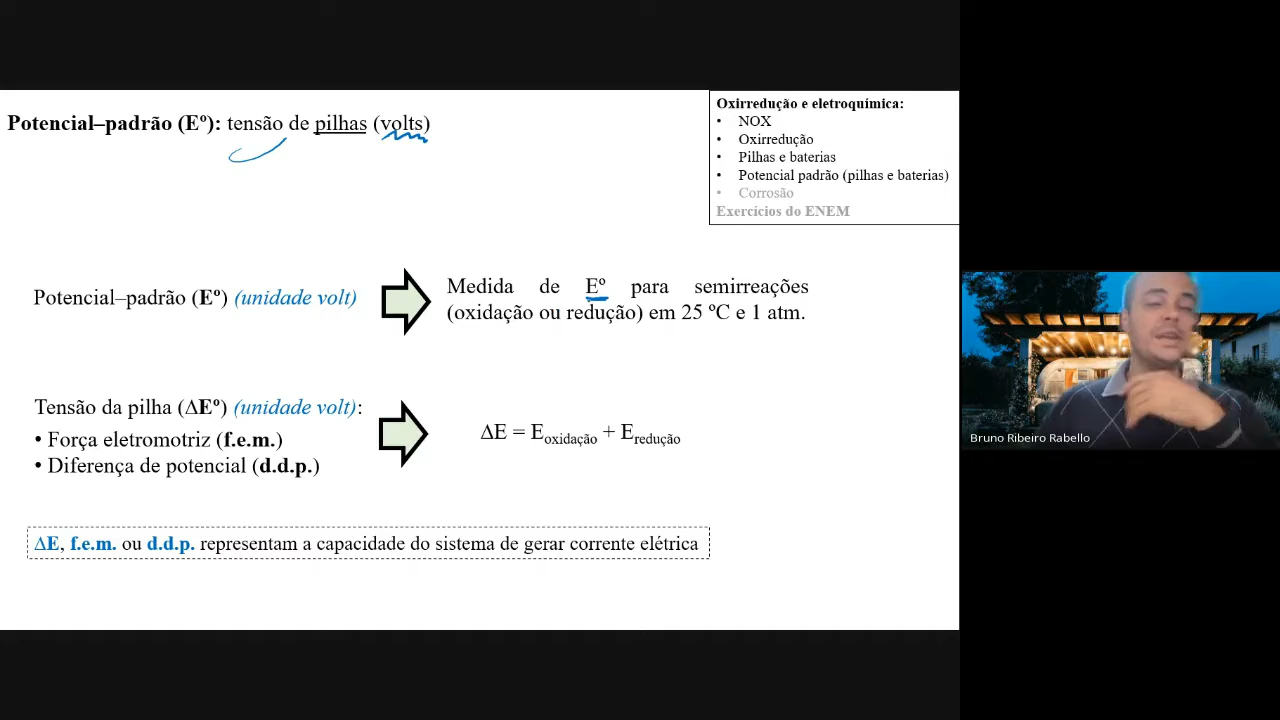 Potencial–padrão (Eº): tensão de pilhas (volts)
Oxirredução e eletroquímica:
• NOX
• Oxirredução
• Pilhas e baterias
• Potencial padrão (pilhas e baterias)
• Corrosão
Exercícios do ENEM
Potencial–padrão (Eº) (unidade volt)
Medida de Eº para semirreações
(oxidação ou redução) em 25 ºC e 1 atm.
Tensão da pilha (ΔEº) (unidade volt):
• Força eletromotriz (f.e.m.)
• Diferença de potencial (d.d.p.)
ΔE = Eoxidação + Eredução
ΔE, f.e.m. ou d.d.p. representam a capacidade do sistema de gerar corrente elétrica
Bruno Ribeiro Rabello